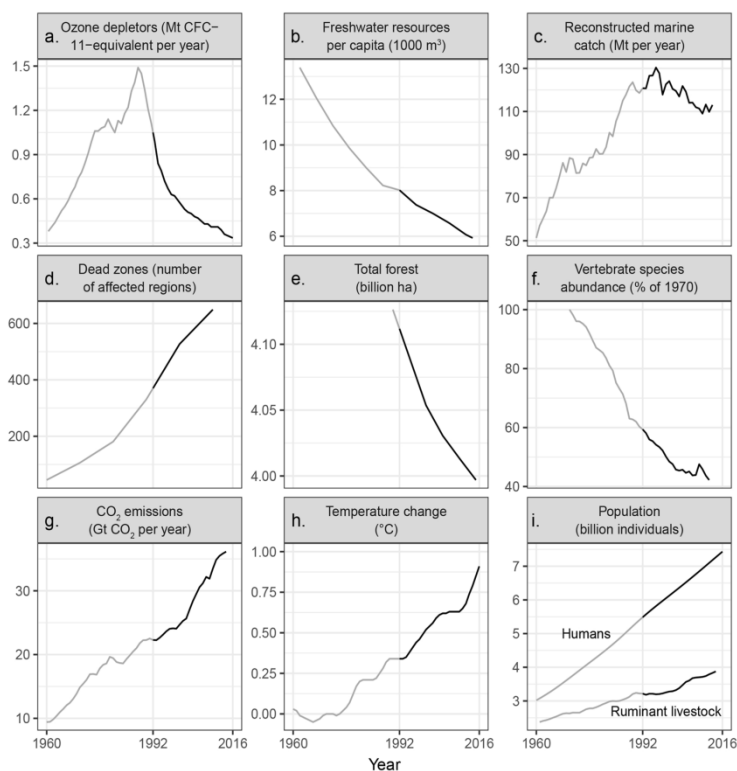 a. Ozone depletors (Mt CFC−
11−equivalent per year)
b. Freshwater resources
per capita (1000 m³)
c. Reconstructed marine
catch (Mt per year)
1.5
1.2
0.9
0.6
0.3
12
10
8
6
130
110
90
70
50
d. Dead zones (number
of affected regions)
e. Total forest
(billion ha)
f. Vertebrate species
abundance (% of 1970)
600
400
200
4.10
4.05
4.00
100
80
60
40
g. CO₂ emissions
(Gt CO₂ per year)
h. Temperature change
(°C)
i. Population
(billion individuals)
30
20
10
1.00
0.75
0.50
0.25
0.00
7
6
5
4
3
Humans
Ruminant livestock
1960 1992 2016
1960 1992 2016
1960 1992 2016
Year